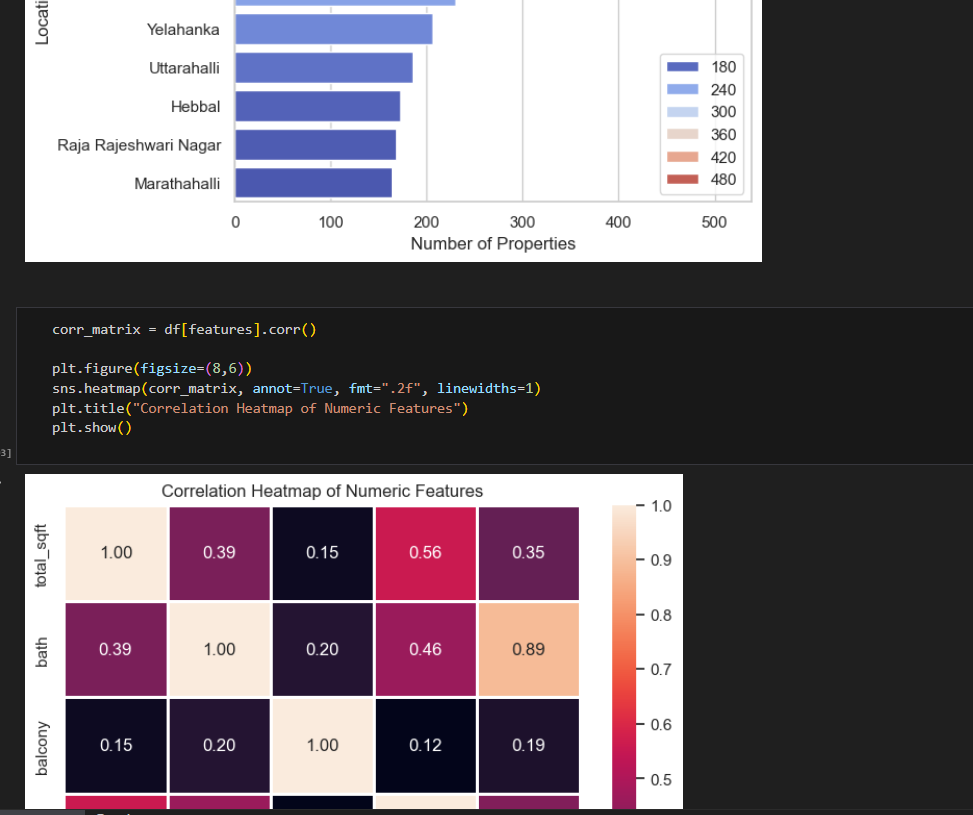 Locati
Yelahanka
Uttarahalli
Hebbal
Raja Rajeshwari Nagar
Marathahalli
180
240
300
360
420
480
0 100 200 300 400 500
Number of Properties
corr_matrix = df[features].corr()
plt.figure(figsize=(8,6))
sns.heatmap(corr_matrix, annot=True, fmt=".2f", linewidths=1)
plt.title("Correlation Heatmap of Numeric Features")
plt.show()
3]
Correlation Heatmap of Numeric Features
total_sqft 1.00 0.39 0.15 0.56 0.35
bath 0.39 1.00 0.20 0.46 0.89
balcony 0.15 0.20 1.00 0.12 0.19
1.0
0.9
0.8
0.7
0.6
0.5